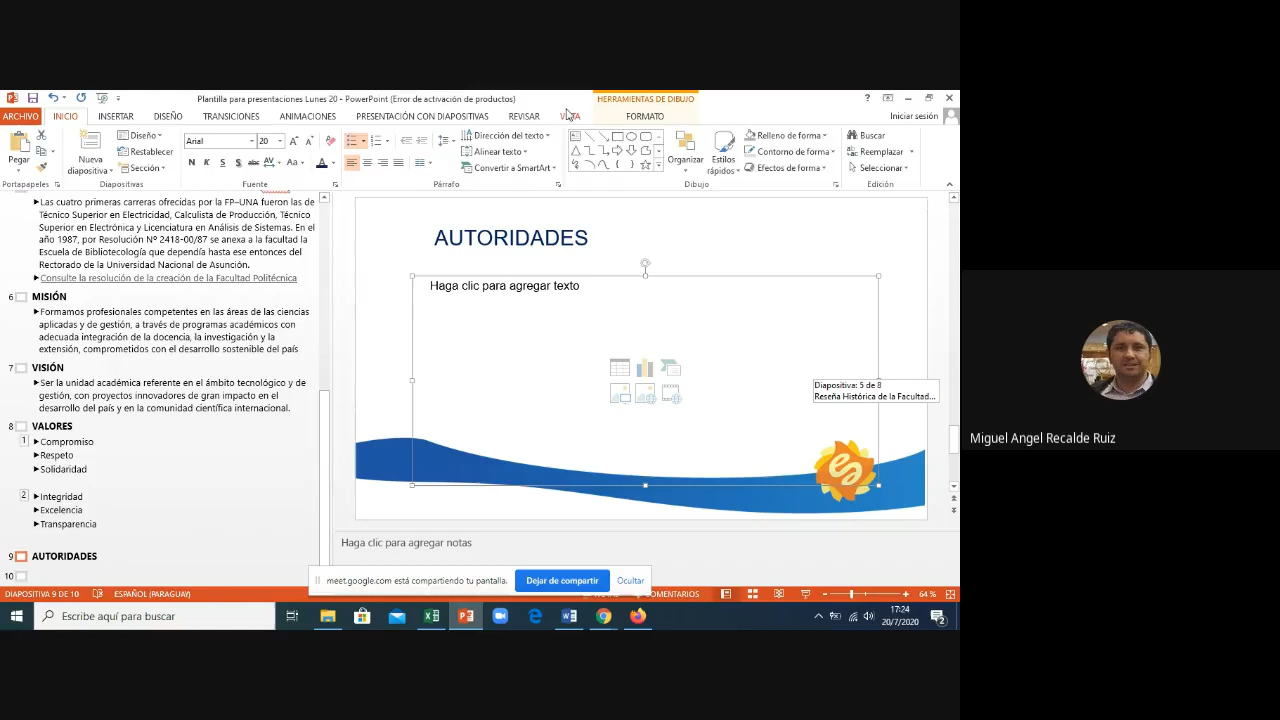 Plantilla para presentaciones Lunes 20 - PowerPoint (Error de activación de productos)
HERRAMIENTAS DE DIBUJO
ARCHIVO INICIO INSERTAR DISEÑO TRANSICIONES ANIMACIONES PRESENTACIÓN CON DIAPOSITIVAS REVISAR VISTA FORMATO
Iniciar sesión
Pegar
Nueva diapositiva
Diseño
Restablecer
Sección
Arial 20
N K S S abc AV Aa A
Dirección del texto
Alinear texto
Convertir a SmartArt
Organizar
Estilos rápidos
Relleno de forma
Contorno de forma
Efectos de forma
Buscar
Reemplazar
Seleccionar
Portapapeles Diapositivas Fuente Párrafo Dibujo Edición
Las cuatro primeras carreras ofrecidas por la FP–UNA fueron las de
Técnico Superior en Electricidad, Calculista de Producción, Técnico
Superior en Electrónica y Licenciatura en Análisis de Sistemas. En el
año 1987, por Resolución Nº 2418-00/87 se anexa a la facultad la
Escuela de Bibliotecología que dependía hasta ese entonces del
Rectorado de la Universidad Nacional de Asunción.
Consulte la resolución de la creación de la Facultad Politécnica
6 MISIÓN
Formamos profesionales competentes en las áreas de las ciencias
aplicadas y de gestión, a través de programas académicos con
adecuada integración de la docencia, la investigación y la
extensión, comprometidos con el desarrollo sostenible del país
7 VISIÓN
Ser la unidad académica referente en el ámbito tecnológico y de
gestión, con proyectos innovadores de gran impacto en el
desarrollo del país y en la comunidad científica internacional.
8 VALORES
1 Compromiso
Respeto
Solidaridad
2 Integridad
Excelencia
Transparencia
9 AUTORIDADES
10
AUTORIDADES
Haga clic para agregar texto
Diapositiva: 5 de 8
Reseña Histórica de la Facultad...
Haga clic para agregar notas
meet.google.com está compartiendo tu pantalla. Dejar de compartir Ocultar
DIAPOSITIVA 9 DE 10 ESPAÑOL (PARAGUAY) COMENTARIOS 64 %
Escribe aquí para buscar
17:24
20/7/2020
2
Miguel Angel Recalde Ruiz